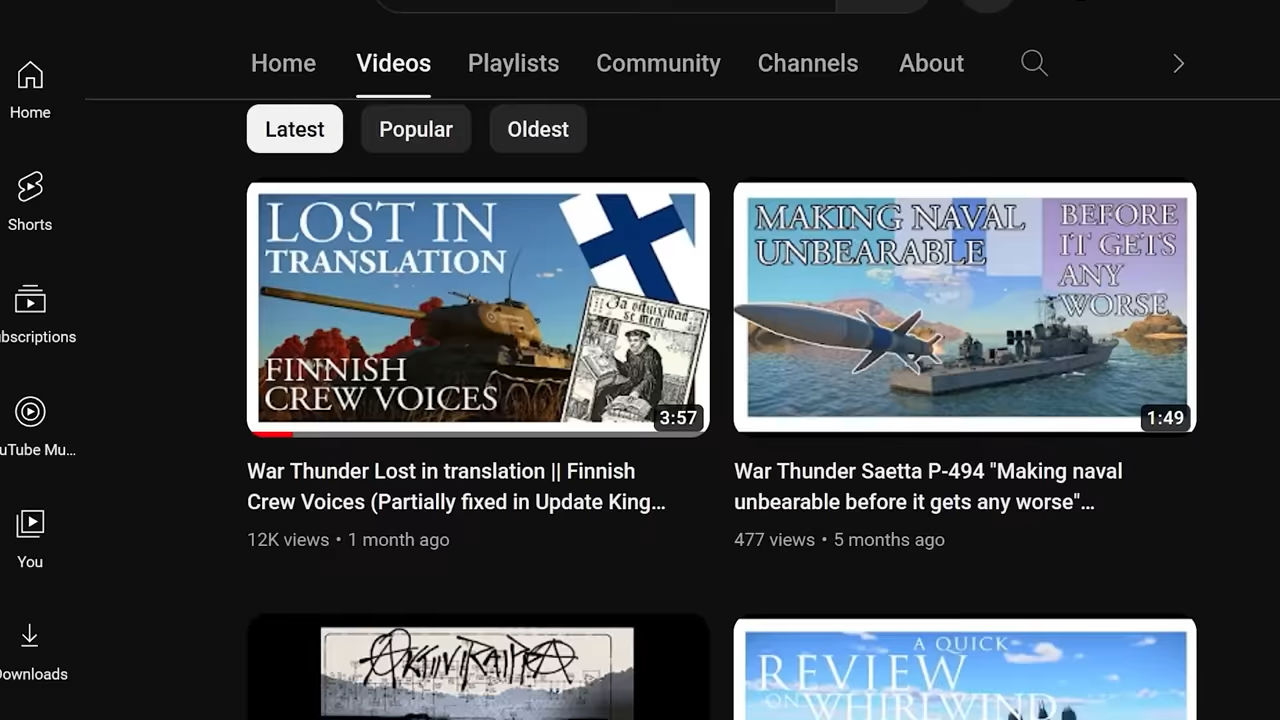 Home Videos Playlists Community Channels About
Home
Shorts
bscriptions
uTube Mu...
You
ownloads
Latest Popular Oldest
LOST IN
TRANSLATION
FINNISH
CREW VOICES
3:57
MAKING NAVAL
UNBEARABLE
BEFORE
IT GETS
ANY
WORSE
1:49
War Thunder Lost in translation || Finnish
Crew Voices (Partially fixed in Update King...
12K views • 1 month ago
War Thunder Saetta P-494 "Making naval
unbearable before it gets any worse"...
477 views • 5 months ago
A QUICK
REVIEW
ON WHIRLWIND